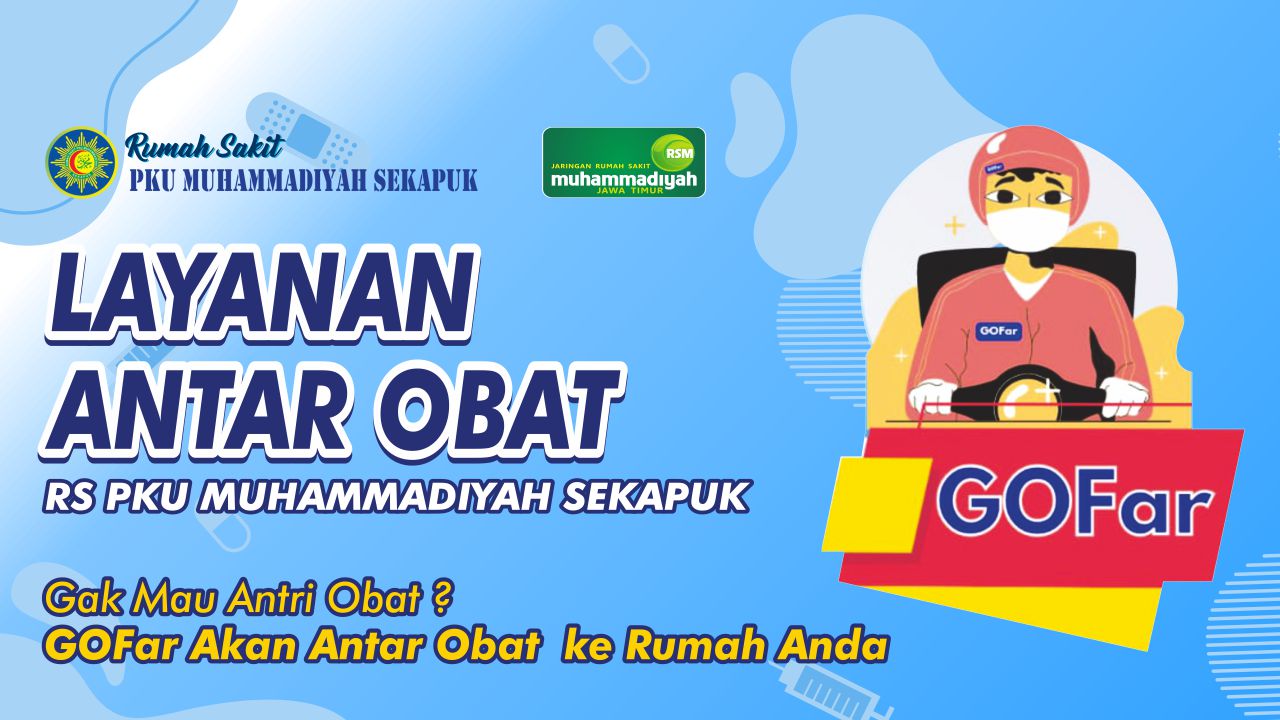 Rumah Sakit
PKU MUHAMMADIYAH SEKAPUK
RSM
JARINGAN RUMAH SAKIT
muhammadiyah
JAWA TIMUR
LAYANAN
ANTAR OBAT
RS PKU MUHAMMADIYAH SEKAPUK
Gak Mau Antri Obat ?
GOFar Akan Antar Obat ke Rumah Anda
GOFar
GOFar
GOFar